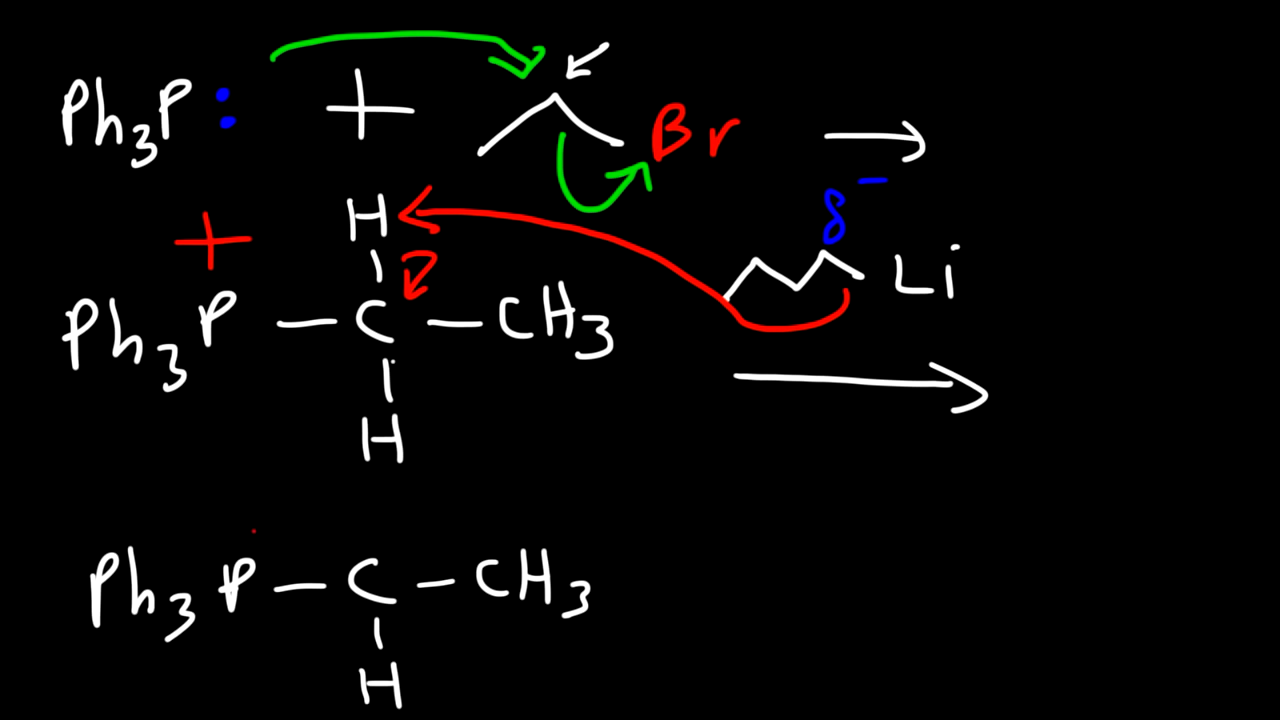 Ph3P: + Br →
δ−
H
+
Li
Ph3P — C — CH3
H
Ph3P — C — CH3
H